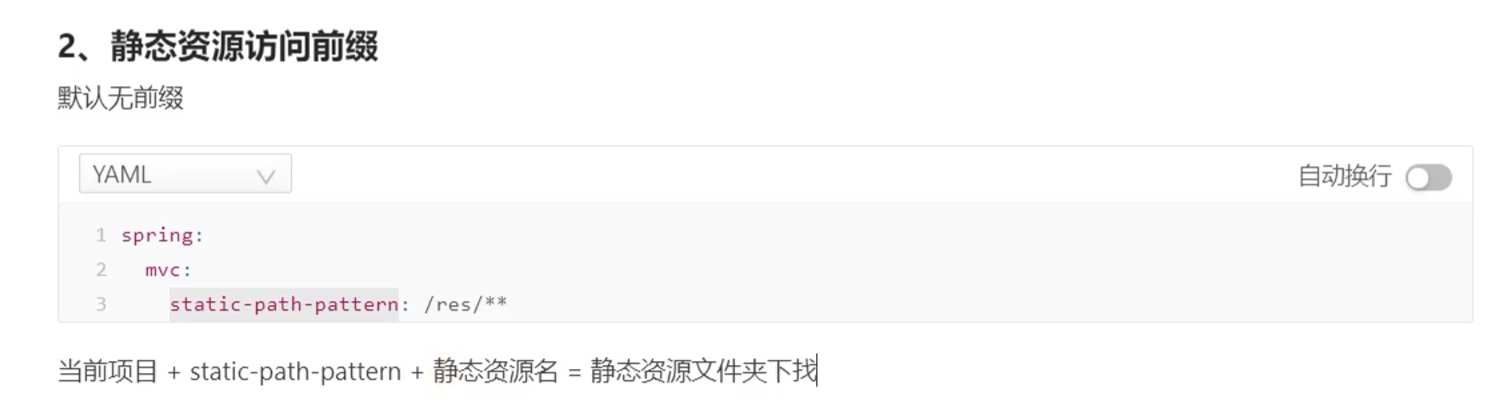 2、静态资源访问前缀
默认无前缀
YAML 自动换行
1 spring:
2   mvc:
3     static-path-pattern: /res/**
当前项目 + static-path-pattern + 静态资源名 = 静态资源文件夹下找